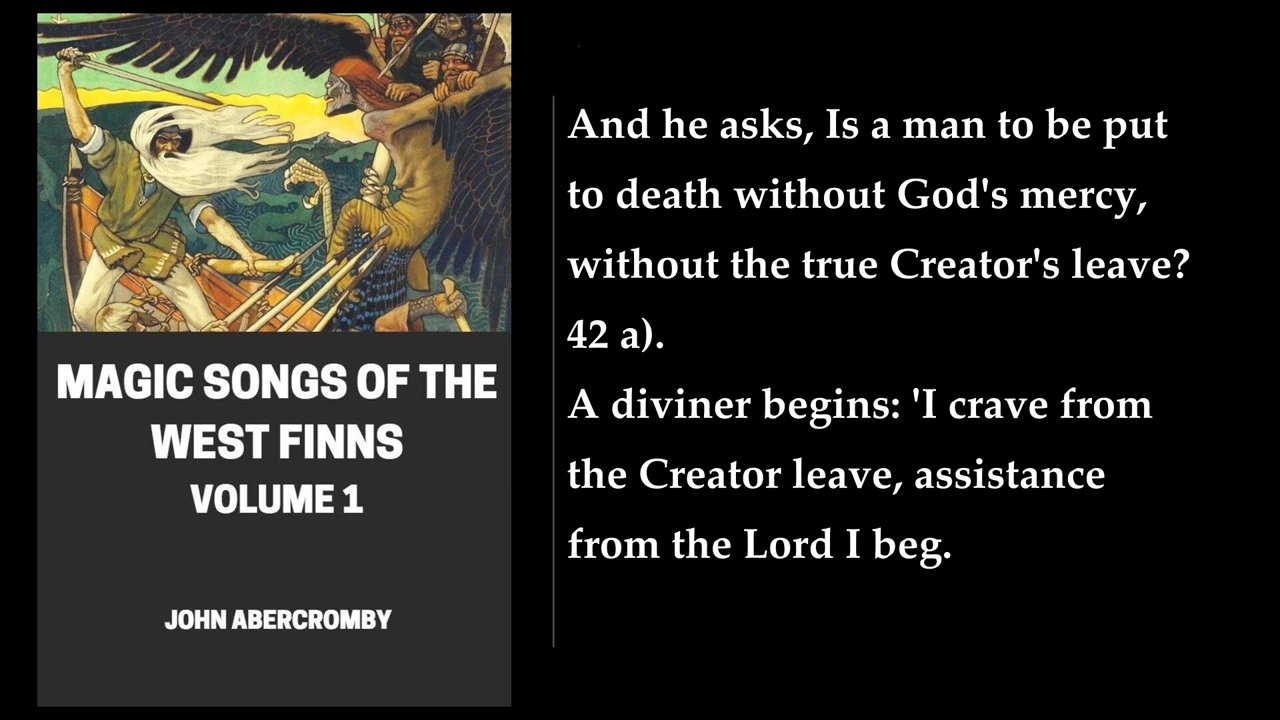 MAGIC SONGS OF THE
WEST FINNS
VOLUME 1
JOHN ABERCROMBY
And he asks, Is a man to be put
to death without God's mercy,
without the true Creator's leave?
42 a).
A diviner begins: 'I crave from
the Creator leave, assistance
from the Lord I beg.